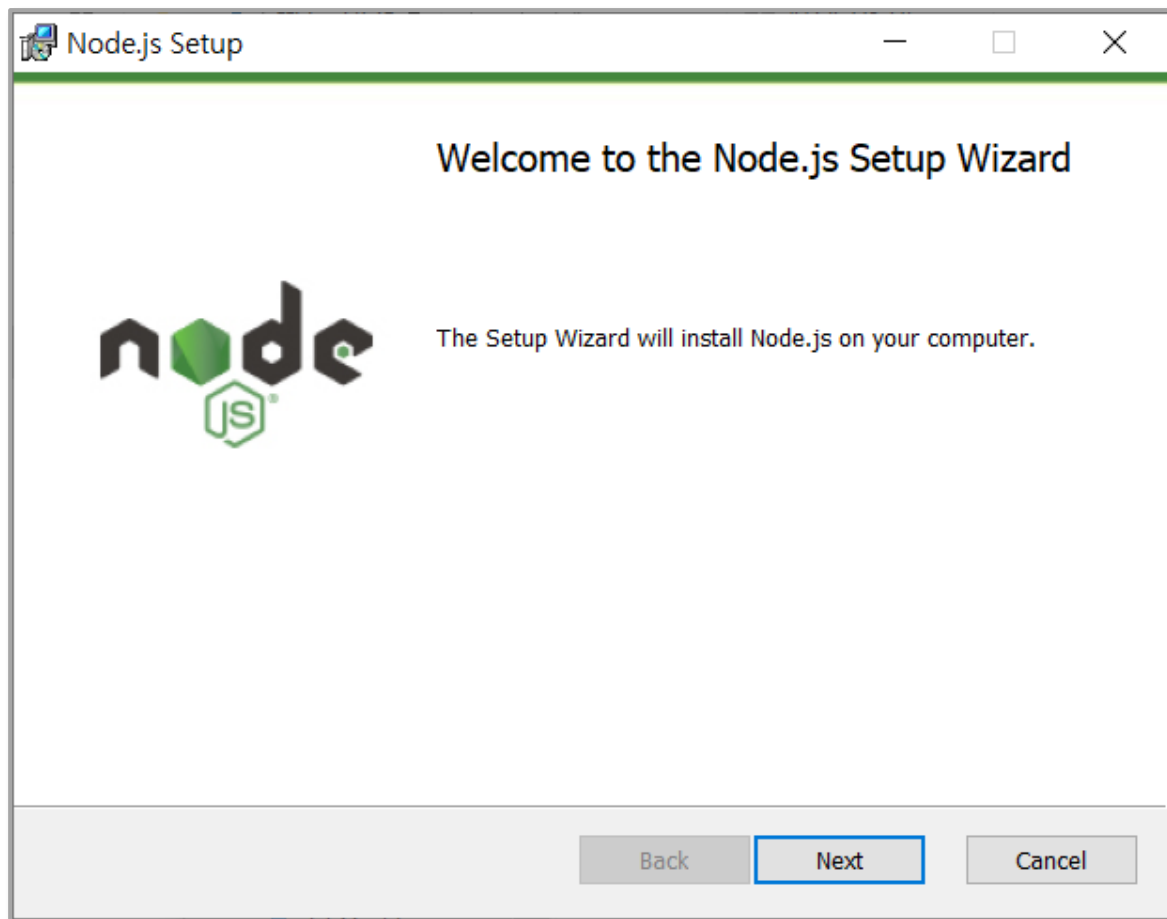 Node.js Setup
Welcome to the Node.js Setup Wizard
node
JS®
The Setup Wizard will install Node.js on your computer.
Back
Next
Cancel